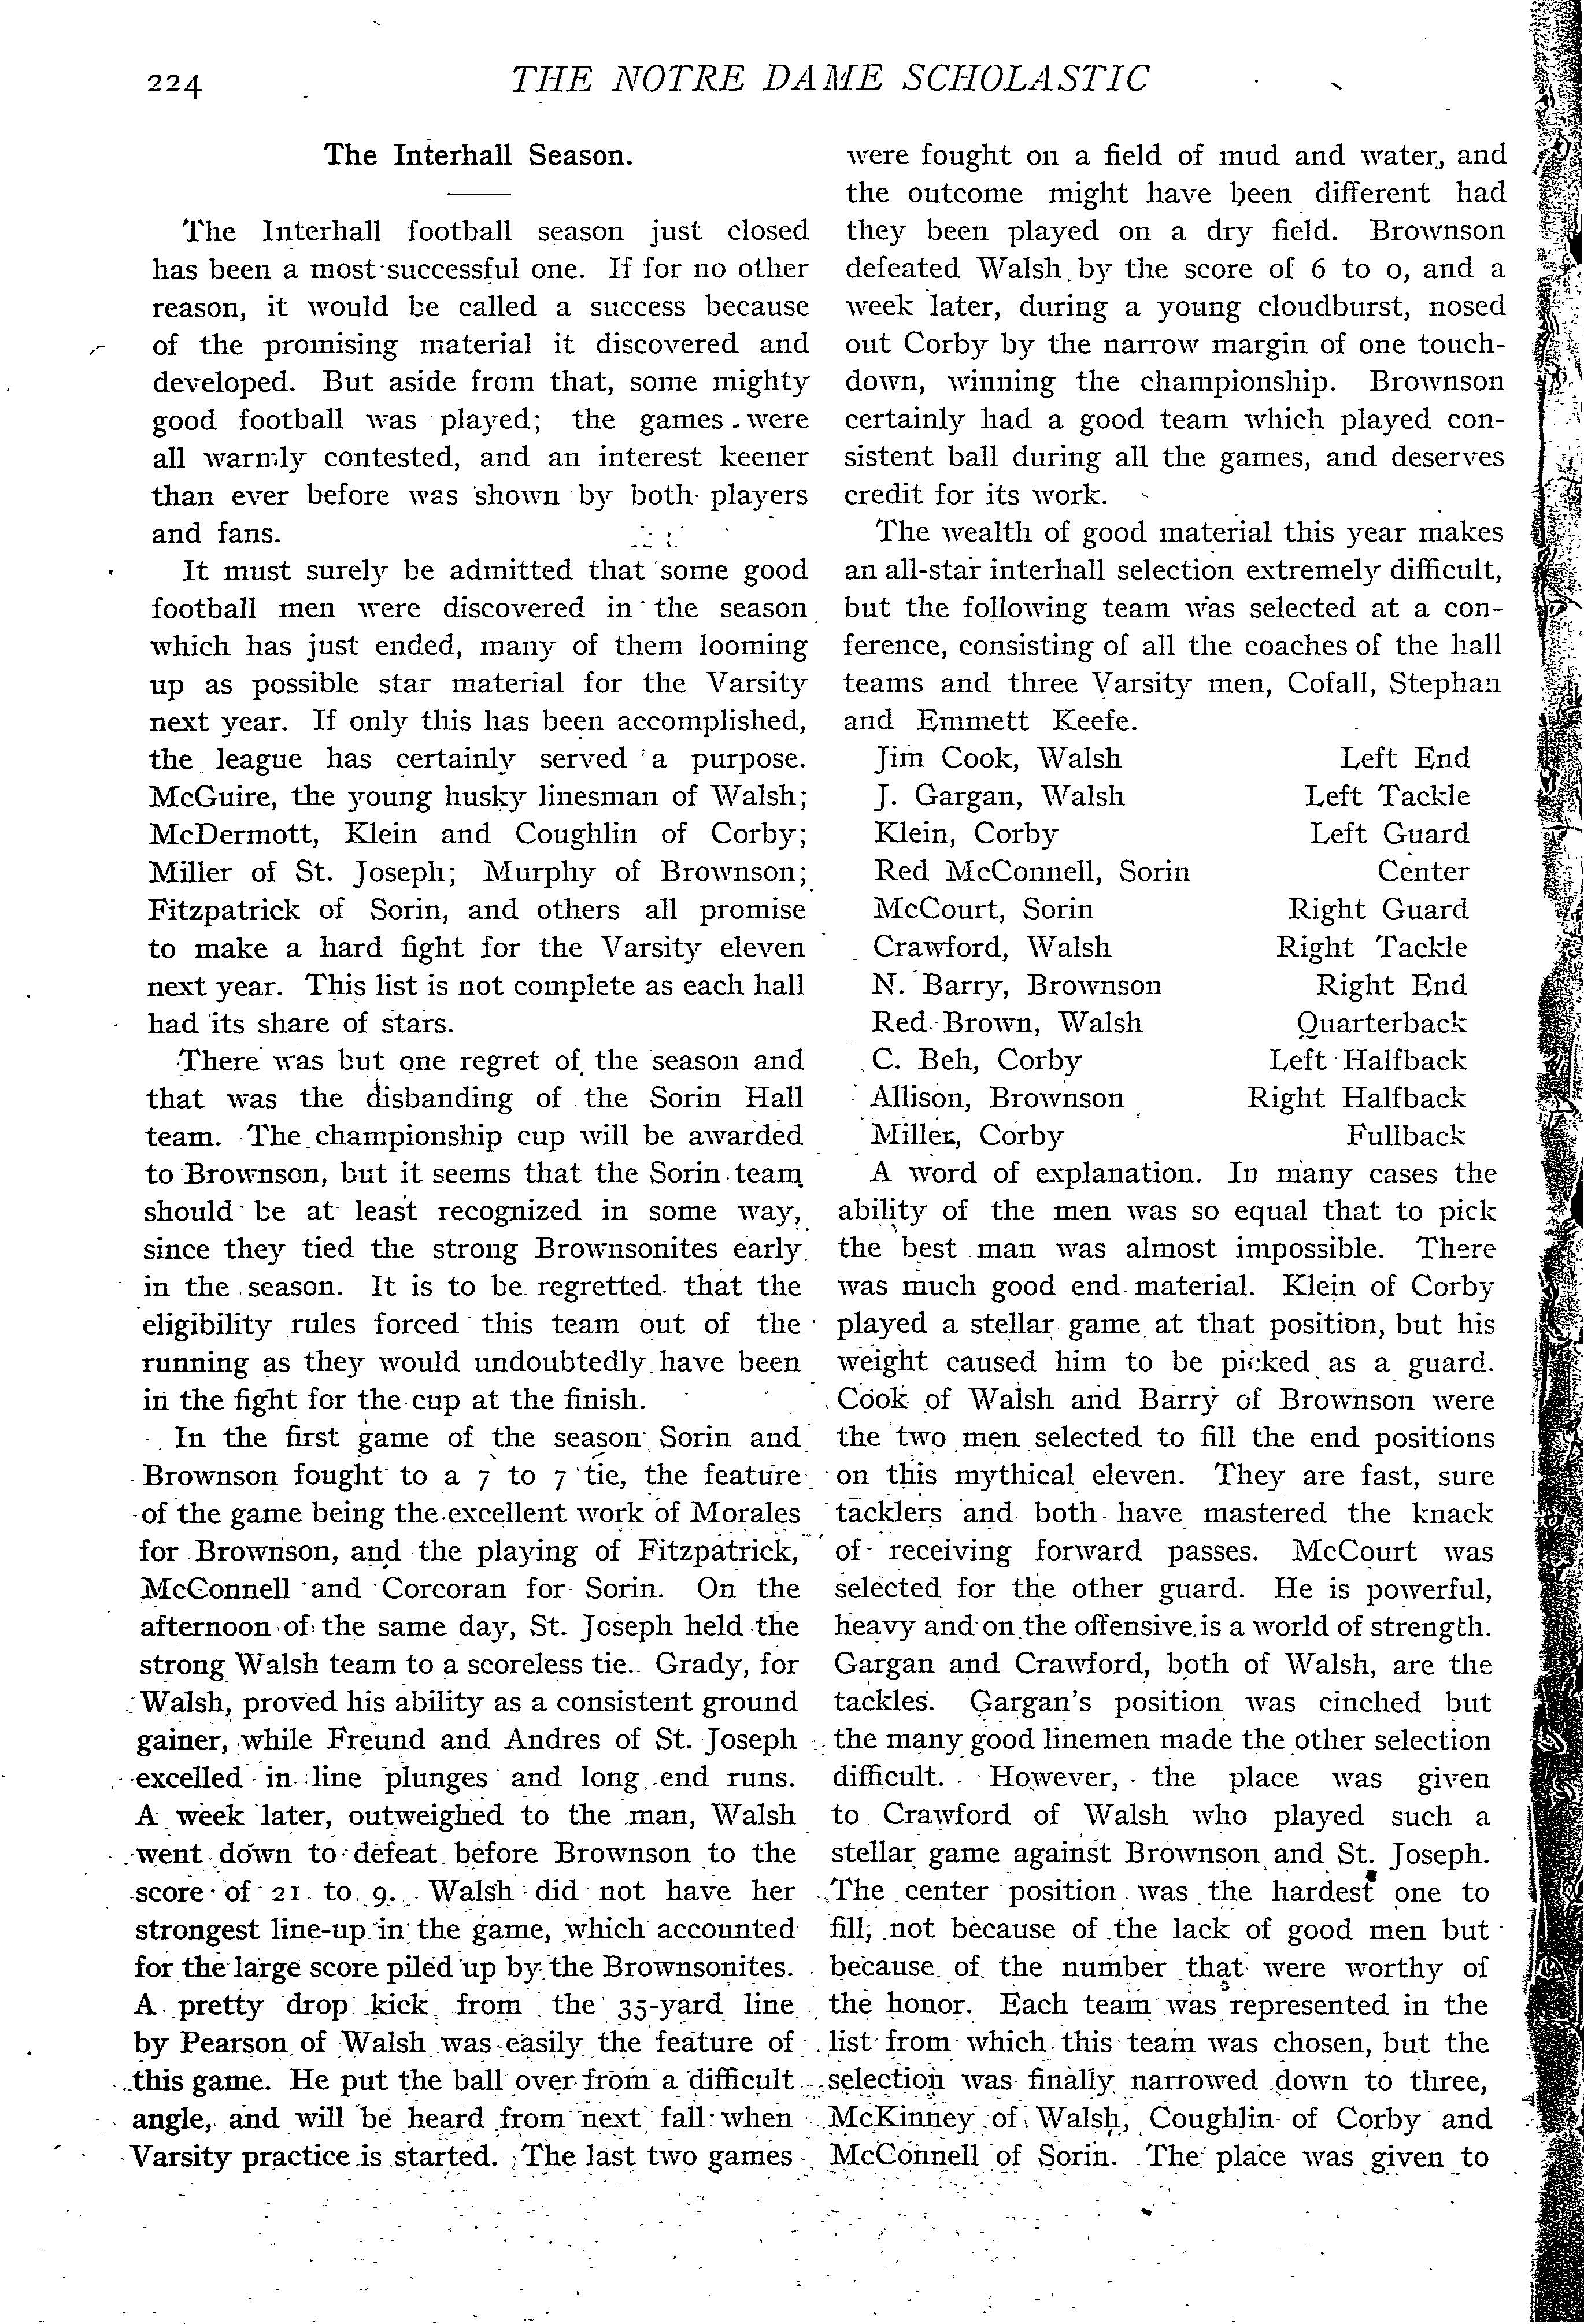 224
THE NOTRE DAME SCHOLASTIC
The Interhall Season.
The Interhall football season just closed
has been a most successful one. If for no other
reason, it would be called a success because
of the promising material it discovered and
developed. But aside from that, some mighty
good football was played; the games were
all warmly contested, and an interest keener
than ever before was shown by both players
and fans.
It must surely be admitted that some good
football men were discovered in the season
which has just ended, many of them looming
up as possible star material for the Varsity
next year. If only this has been accomplished,
the league has certainly served a purpose.
McGuire, the young husky linesman of Walsh;
McDermott, Klein and Coughlin of Corby;
Miller of St. Joseph; Murphy of Brownson;
Fitzpatrick of Sorin, and others all promise
to make a hard fight for the Varsity eleven
next year. This list is not complete as each hall
had its share of stars.
There was but one regret of the season and
that was the disbanding of the Sorin Hall
team. The championship cup will be awarded
to Brownson, but it seems that the Sorin team
should be at least recognized in some way,
since they tied the strong Brownsonites early
in the season. It is to be regretted that the
eligibility rules forced this team out of the
running as they would undoubtedly have been
in the fight for the cup at the finish.
In the first game of the season Sorin and
Brownson fought to a 7 to 7 tie, the feature
of the game being the excellent work of Morales
for Brownson, and the playing of Fitzpatrick,
McConnell and Corcoran for Sorin. On the
afternoon of the same day, St. Joseph held the
strong Walsh team to a scoreless tie. Grady, for
Walsh, proved his ability as a consistent ground
gainer, while Freund and Andres of St. Joseph
excelled in line plunges and long end runs.
A week later, outweighed to the man, Walsh
went down to defeat before Brownson to the
score of 21 to 9. Walsh did not have her
strongest line-up in the game, which accounted
for the large score piled up by the Brownsonites.
A pretty drop kick from the 35-yard line
by Pearson of Walsh was easily the feature of
this game. He put the ball over from a difficult
angle, and will be heard from next fall when
Varsity practice is started. The last two games
were fought on a field of mud and water, and
the outcome might have been different had
they been played on a dry field. Brownson
defeated Walsh by the score of 6 to 0, and a
week later, during a young cloudburst, nosed
out Corby by the narrow margin of one touch-
down, winning the championship. Brownson
certainly had a good team which played con-
sistent ball during all the games, and deserves
credit for its work.
The wealth of good material this year makes
an all-star interhall selection extremely difficult,
but the following team was selected at a con-
ference, consisting of all the coaches of the hall
teams and three Varsity men, Cofall, Stephan
and Emmett Keefe.
Jim Cook, Walsh Left End
J. Gargan, Walsh Left Tackle
Klein, Corby Left Guard
Red McConnell, Sorin Center
McCourt, Sorin Right Guard
Crawford, Walsh Right Tackle
N. Barry, Brownson Right End
Red Brown, Walsh Quarterback
C. Beh, Corby Left Halfback
Allison, Brownson Right Halfback
Miller, Corby Fullback
A word of explanation. In many cases the
ability of the men was so equal that to pick
the best man was almost impossible. There
was much good end material. Klein of Corby
played a stellar game at that position, but his
weight caused him to be picked as a guard.
Cook of Walsh and Barry of Brownson were
the two men selected to fill the end positions
on this mythical eleven. They are fast, sure
tacklers and both have mastered the knack
of receiving forward passes. McCourt was
selected for the other guard. He is powerful,
heavy and on the offensive is a world of strength.
Gargan and Crawford, both of Walsh, are the
tackles. Gargan's position was cinched but
the many good linemen made the other selection
difficult. However, the place was given
to Crawford of Walsh who played such a
stellar game against Brownson and St. Joseph.
The center position was the hardest one to
fill, not because of the lack of good men but
because of the number that were worthy of
the honor. Each team was represented in the
list from which this team was chosen, but the
selection was finally narrowed down to three,
McKinney of Walsh, Coughlin of Corby and
McConnell of Sorin. The place was given to